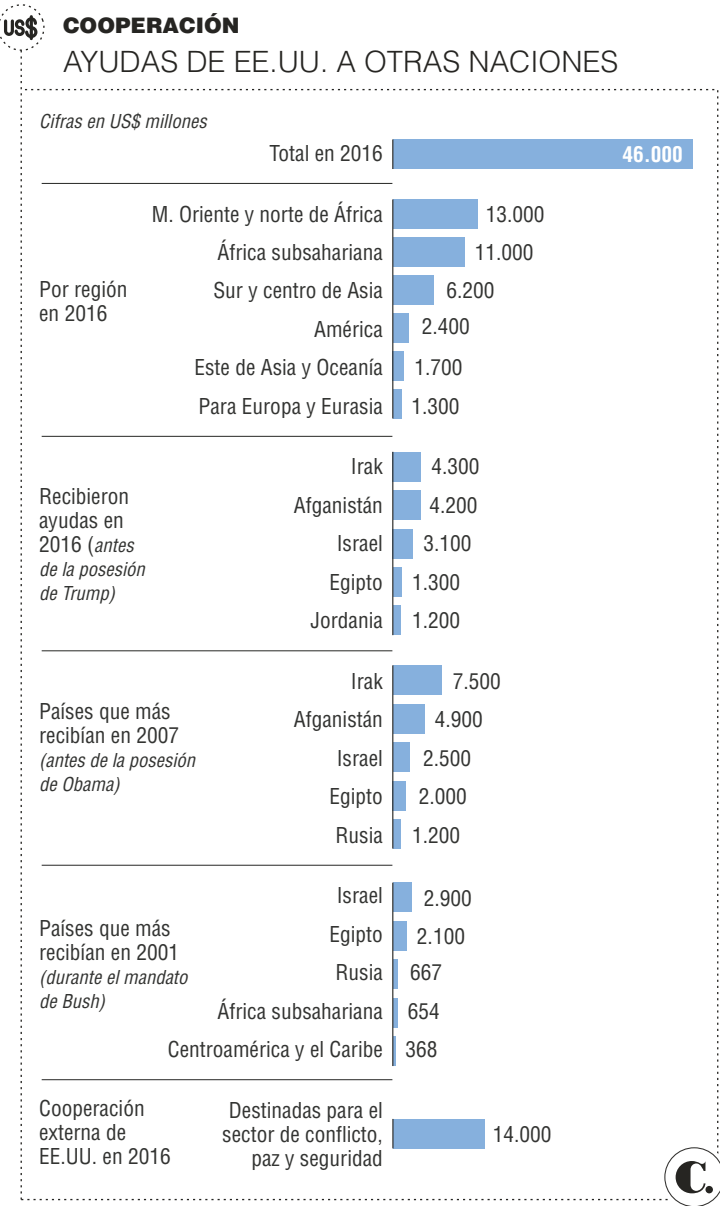 US$
COOPERACIÓN
AYUDAS DE EE.UU. A OTRAS NACIONES
Cifras en US$ millones
Total en 2016 46.000
Por región
en 2016
M. Oriente y norte de África 13.000
África subsahariana 11.000
Sur y centro de Asia 6.200
América 2.400
Este de Asia y Oceanía 1.700
Para Europa y Eurasia 1.300
Recibieron
ayudas en
2016 (antes
de la posesión
de Trump)
Irak 4.300
Afganistán 4.200
Israel 3.100
Egipto 1.300
Jordania 1.200
Países que más
recibían en 2007
(antes de la posesión
de Obama)
Irak 7.500
Afganistán 4.900
Israel 2.500
Egipto 2.000
Rusia 1.200
Países que más
recibían en 2001
(durante el mandato
de Bush)
Israel 2.900
Egipto 2.100
Rusia 667
África subsahariana 654
Centroamérica y el Caribe 368
Cooperación
externa de
EE.UU. en 2016
Destinadas para el
sector de conflicto,
paz y seguridad
14.000
C.